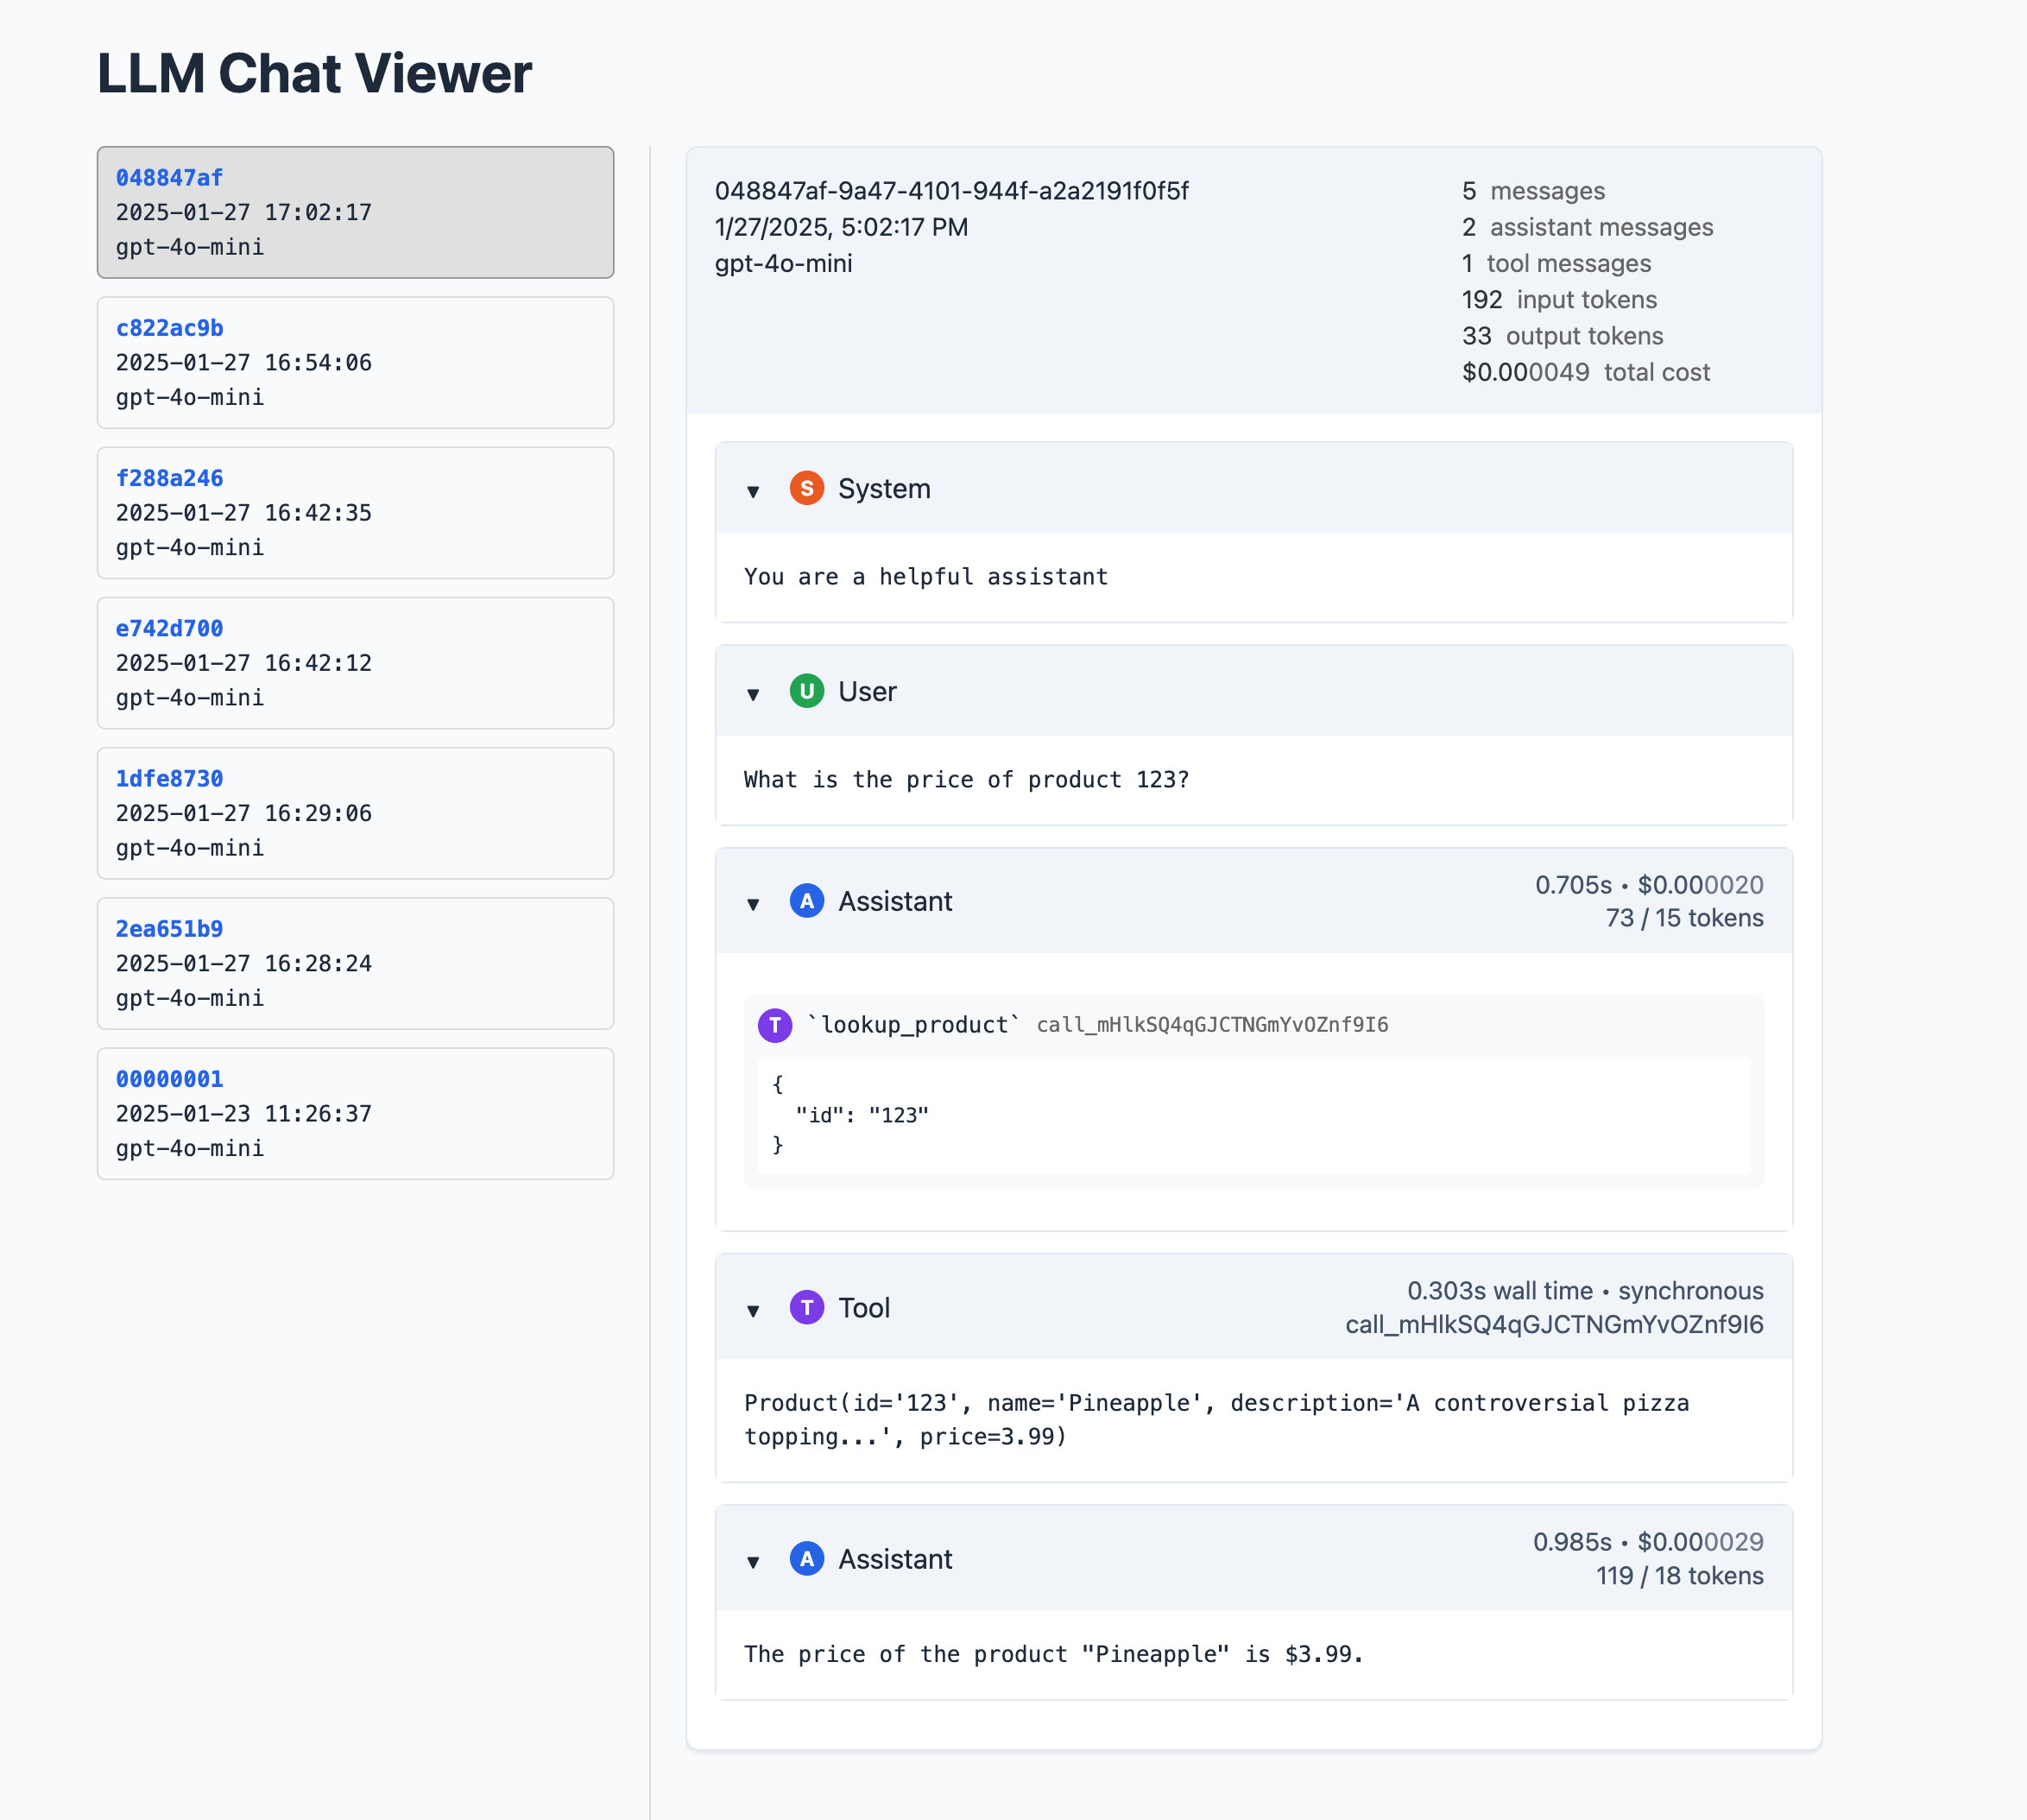 LLM Chat Viewer
048847af
2025-01-27 17:02:17
gpt-4o-mini
c822ac9b
2025-01-27 16:54:06
gpt-4o-mini
f288a246
2025-01-27 16:42:35
gpt-4o-mini
e742d700
2025-01-27 16:42:12
gpt-4o-mini
1dfe8730
2025-01-27 16:29:06
gpt-4o-mini
2ea651b9
2025-01-27 16:28:24
gpt-4o-mini
00000001
2025-01-23 11:26:37
gpt-4o-mini
048847af-9a47-4101-944f-a2a2191f0f5f
1/27/2025, 5:02:17 PM
gpt-4o-mini
5 messages
2 assistant messages
1 tool messages
192 input tokens
33 output tokens
$0.000049 total cost
▼ S System
You are a helpful assistant
▼ U User
What is the price of product 123?
▼ A Assistant
0.705s • $0.000020
73 / 15 tokens
T `lookup_product` call_mHlkSQ4qGJCTNGmYvOZnf9I6
{
"id": "123"
}
▼ T Tool
0.303s wall time • synchronous
call_mHlkSQ4qGJCTNGmYvOZnf9I6
Product(id='123', name='Pineapple', description='A controversial pizza
topping...', price=3.99)
▼ A Assistant
0.985s • $0.000029
119 / 18 tokens
The price of the product "Pineapple" is $3.99.